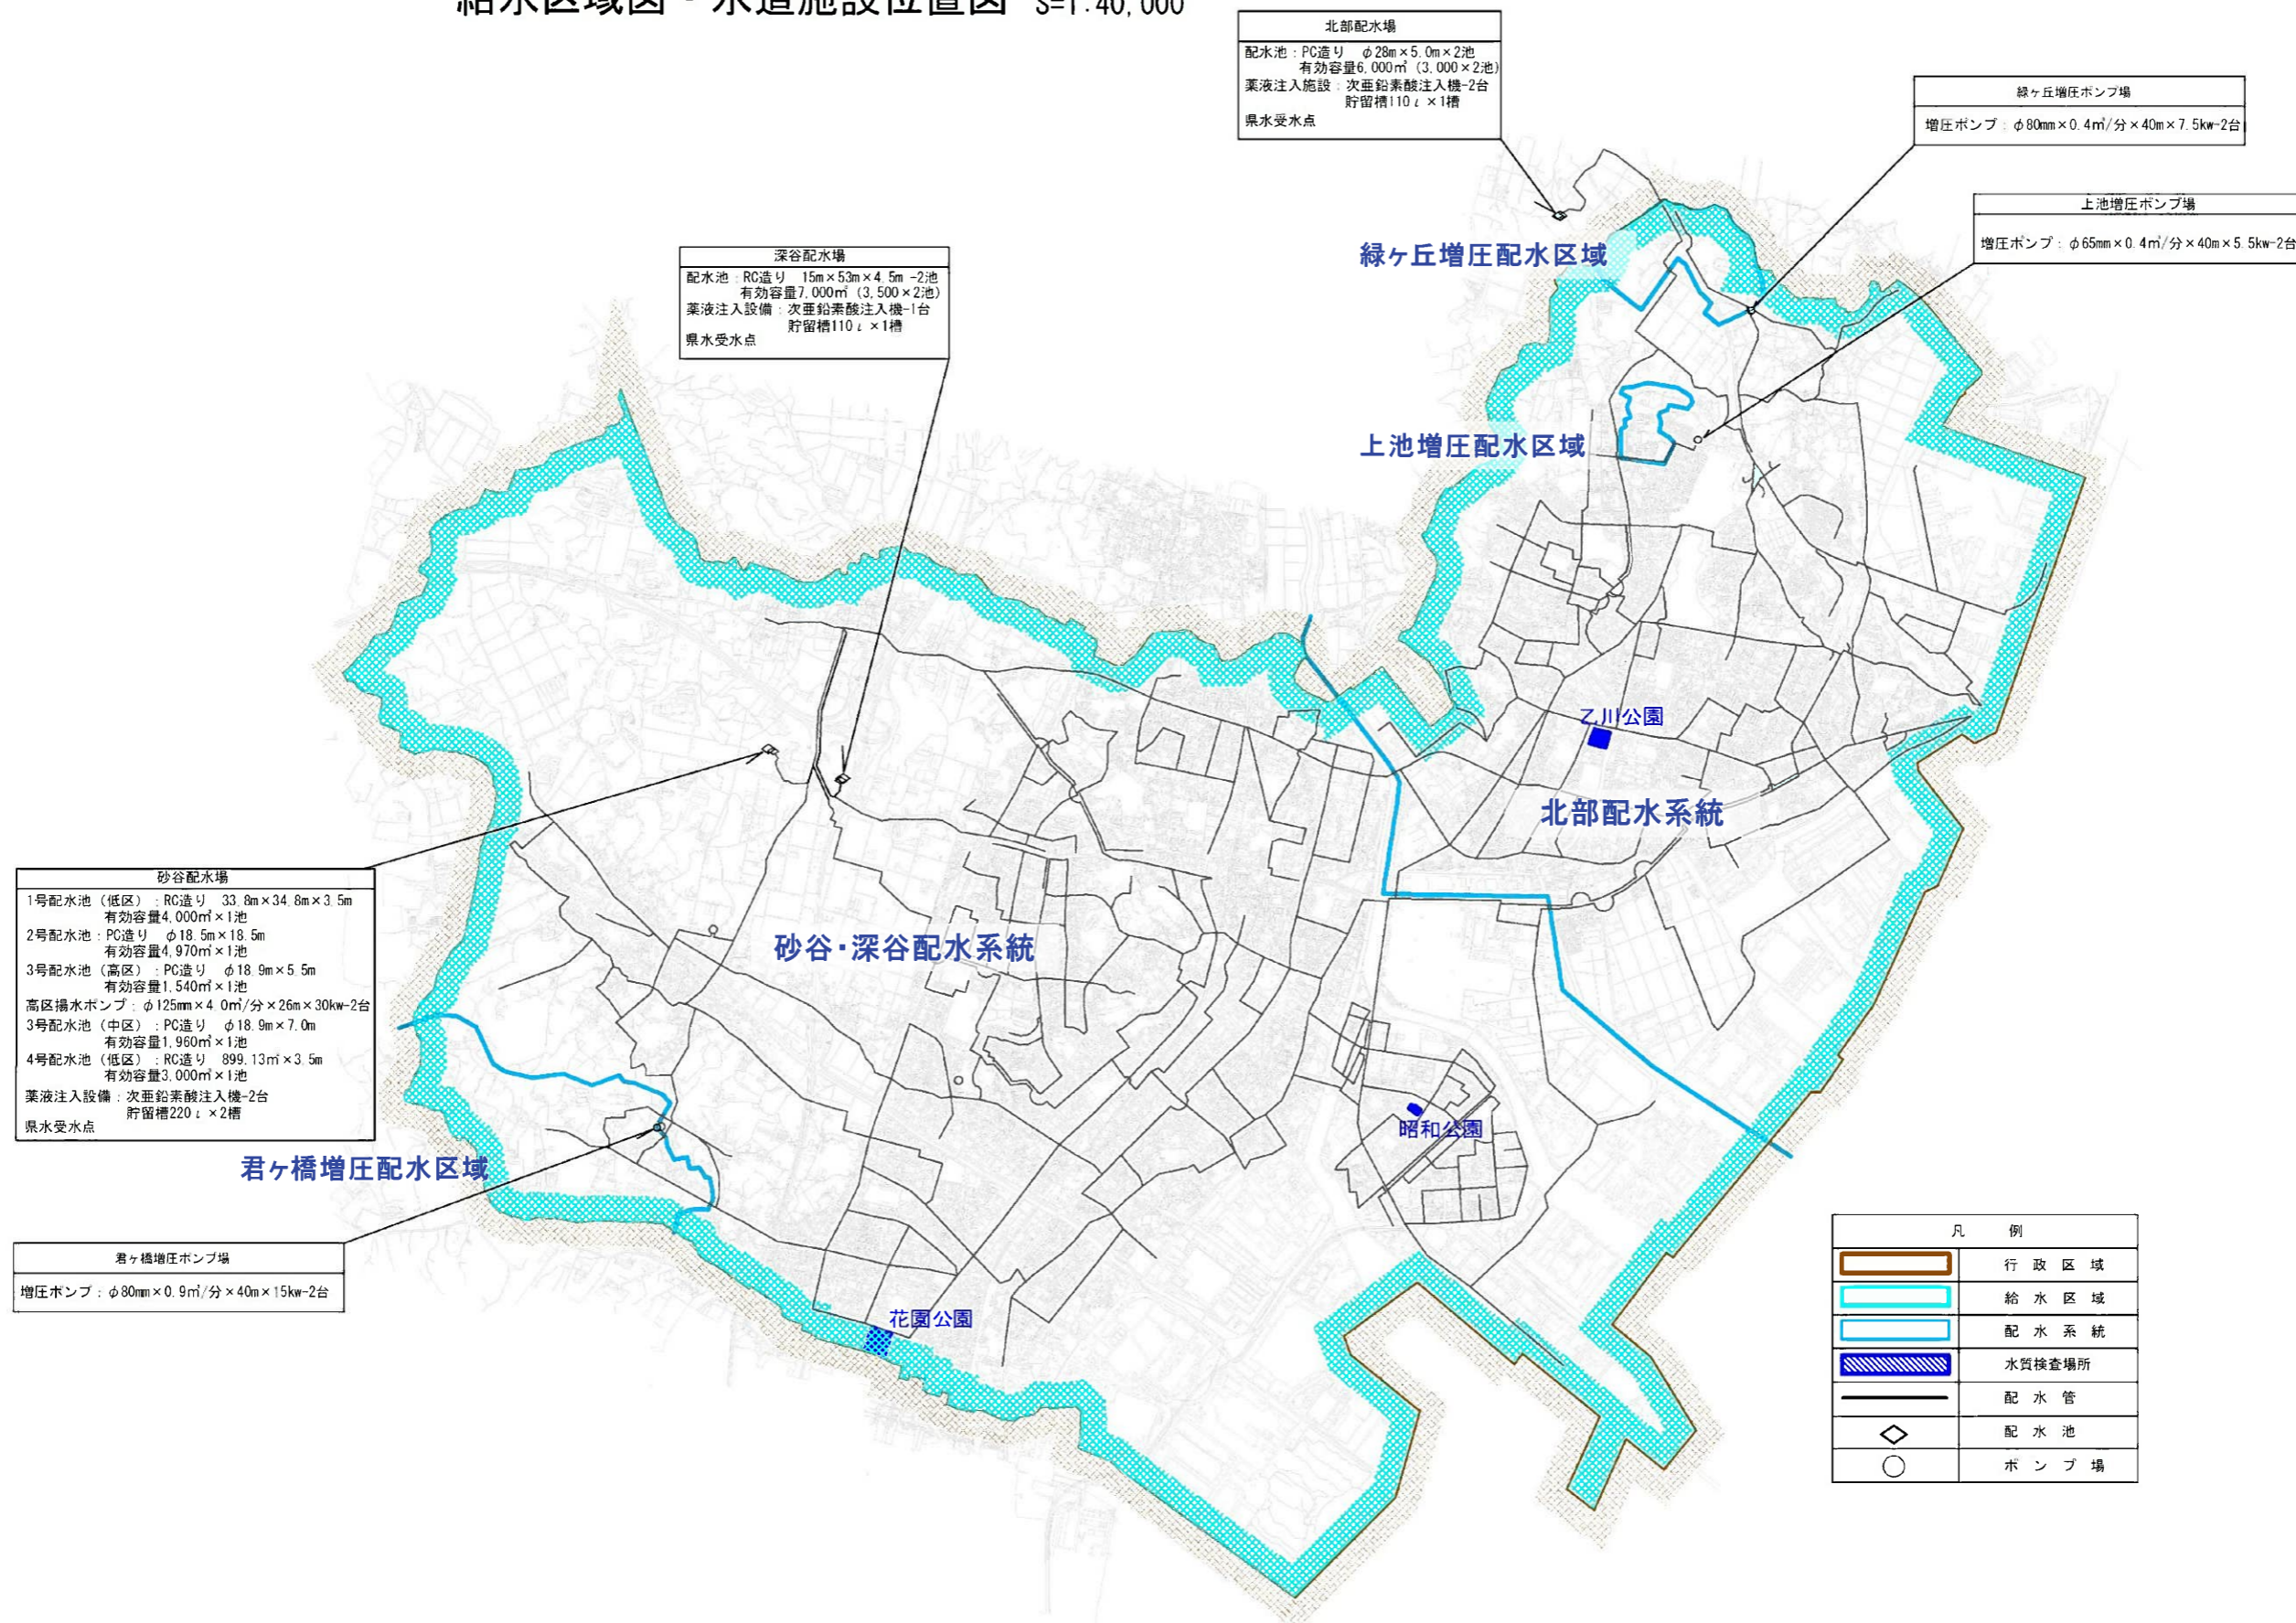 給水区域図・水道施設位置図 S=1:40,000
北部配水場
配水池：PC造り φ28m×5.0m×2池
有効容量6,000㎥（3,000×2池）
薬液注入施設：次亜鉛素酸注入機-2台
貯留槽110ℓ×1槽
県水受水点
緑ヶ丘増圧ポンプ場
増圧ポンプ：φ80mm×0.4㎥/分×40m×7.5kw-2台
上池増圧ポンプ場
増圧ポンプ：φ65mm×0.4㎥/分×40m×5.5kw-2台
深谷配水場
配水池：RC造り 15m×53m×4.5m -2池
有効容量7,000㎥（3,500×2池）
薬液注入設備：次亜鉛素酸注入機-1台
貯留槽110ℓ×1槽
県水受水点
緑ヶ丘増圧配水区域
上池増圧配水区域
乙川公園
北部配水系統
砂谷配水場
1号配水池（低区）：RC造り 33.8m×34.8m×3.5m
有効容量4,000㎥×1池
2号配水池：PC造り φ18.5m×18.5m
有効容量4,970㎥×1池
3号配水池（高区）：PC造り φ18.9m×5.5m
有効容量1,540㎥×1池
高区揚水ポンプ：φ125mm×4.0㎥/分×26m×30kw-2台
3号配水池（中区）：PC造り φ18.9m×7.0m
有効容量1,960㎥×1池
4号配水池（低区）：RC造り 899.13㎡×3.5m
有効容量3,000㎥×1池
薬液注入設備：次亜鉛素酸注入機-2台
貯留槽220ℓ×2槽
県水受水点
砂谷・深谷配水系統
昭和公園
君ヶ橋増圧配水区域
君ヶ橋増圧ポンプ場
増圧ポンプ：φ80mm×0.9㎥/分×40m×15kw-2台
花園公園
凡 例
行 政 区 域
給 水 区 域
配 水 系 統
水質検査場所
配 水 管
配 水 池
ポ ン プ 場